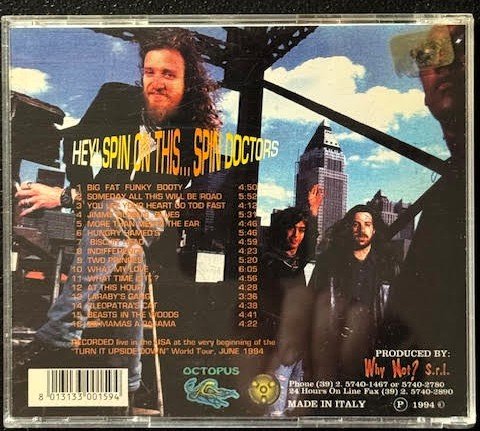 HEY! SPIN ON THIS... SPIN DOCTORS
1 BIG FAT FUNKY BOOTY 4:50
2 SOMEDAY ALL THIS WILL BE ROAD 5:52
3 YOU LET YOUR HEART GO TOO FAST 4:12
4 JIMMY OLSEN'S BLUES 5:31
5 MORE THAN MEETS THE EAR 4:46
6 HUNGRY HAMED'S 5:46
7 BISCUIT HEAD 4:59
8 INDIFFERENCE 4:23
9 TWO PRINCES 5:20
10 WHAT MY LOVE 6:05
11 WHAT TIME IS IT? 4:56
12 AT THIS HOUR 4:28
13 LARABY'S GANG 3:36
14 CLEOPATRA'S CAT 4:38
15 BEASTS IN THE WOODS 4:41
16 MAMAS A PAJAMA 4:22
RECORDED live in the USA at the very beginning of the
"TURN IT UPSIDE DOWN" World Tour, JUNE 1994
8 013133 001594
OCTOPUS
PRODUCED BY:
Why Not? S.r.l.
Phone (39) 2. 5740-1467 or 5740-2780
24 Hours On Line Fax (39) 2. 5740-2890
MADE IN ITALY Ⓟ 1994 ©